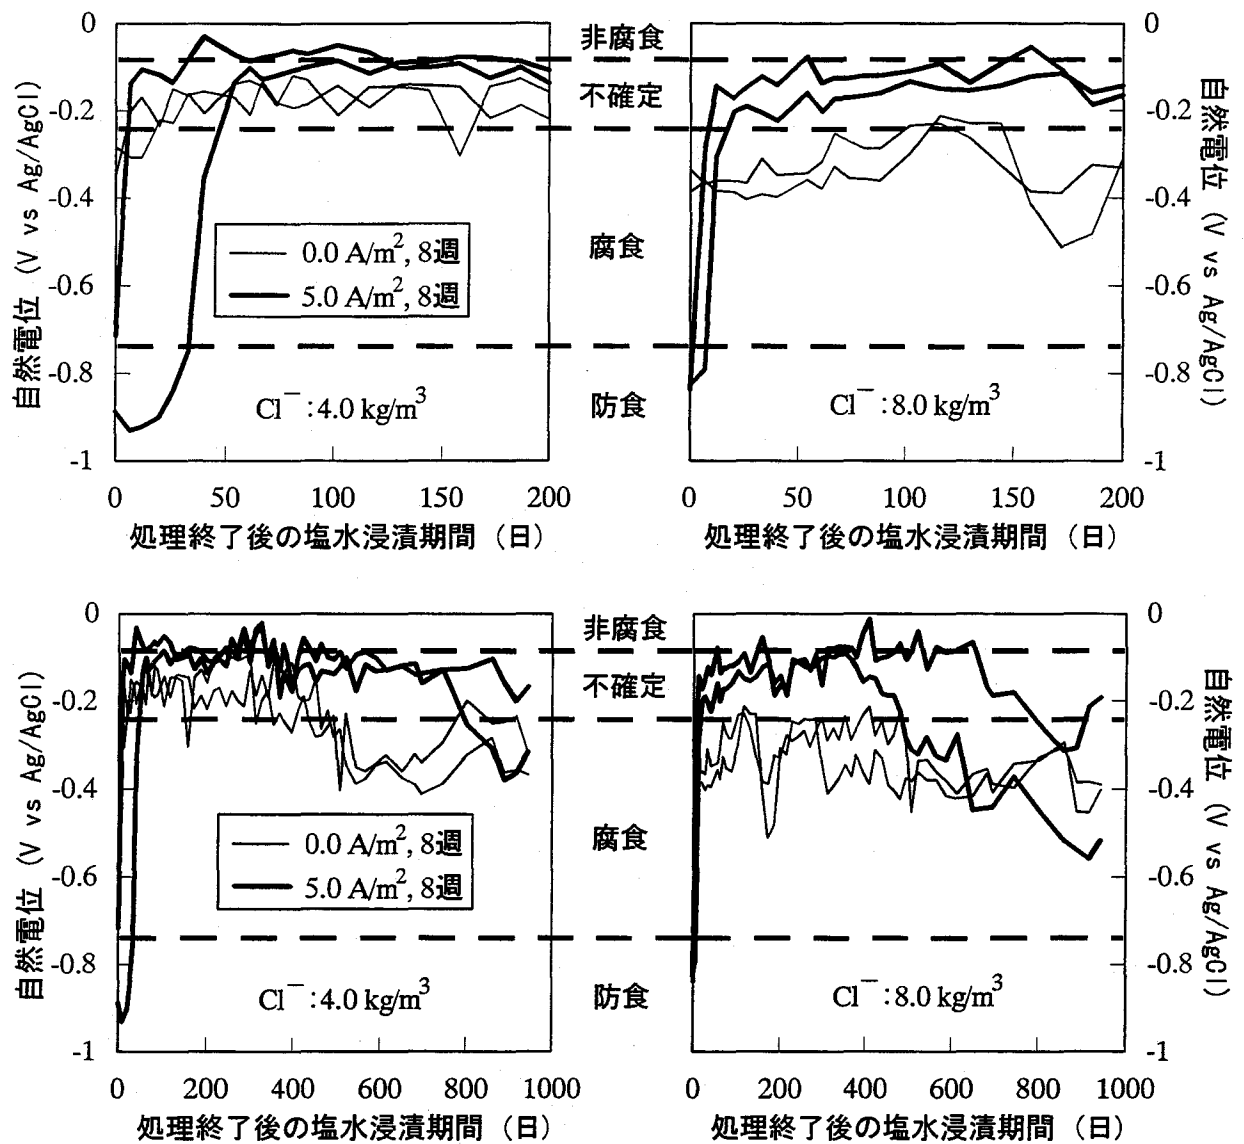 0
-0.2
-0.4
-0.6
-0.8
-1
自然電位 (V vs Ag/AgCl)
0.0 A/m², 8週
5.0 A/m², 8週
Cl⁻ : 4.0 kg/m³
0 50 100 150 200
処理終了後の塩水浸漬期間 (日)
非腐食
不確定
腐食
防食
Cl⁻ : 8.0 kg/m³
0 50 100 150 200
処理終了後の塩水浸漬期間 (日)
0
-0.2
-0.4
-0.6
-0.8
-1
自然電位 (V vs Ag/AgCl)
0
-0.2
-0.4
-0.6
-0.8
-1
自然電位 (V vs Ag/AgCl)
0.0 A/m², 8週
5.0 A/m², 8週
Cl⁻ : 4.0 kg/m³
0 200 400 600 800 1000
処理終了後の塩水浸漬期間 (日)
非腐食
不確定
腐食
防食
Cl⁻ : 8.0 kg/m³
0 200 400 600 800 1000
処理終了後の塩水浸漬期間 (日)
0
-0.2
-0.4
-0.6
-0.8
-1
自然電位 (V vs Ag/AgCl)